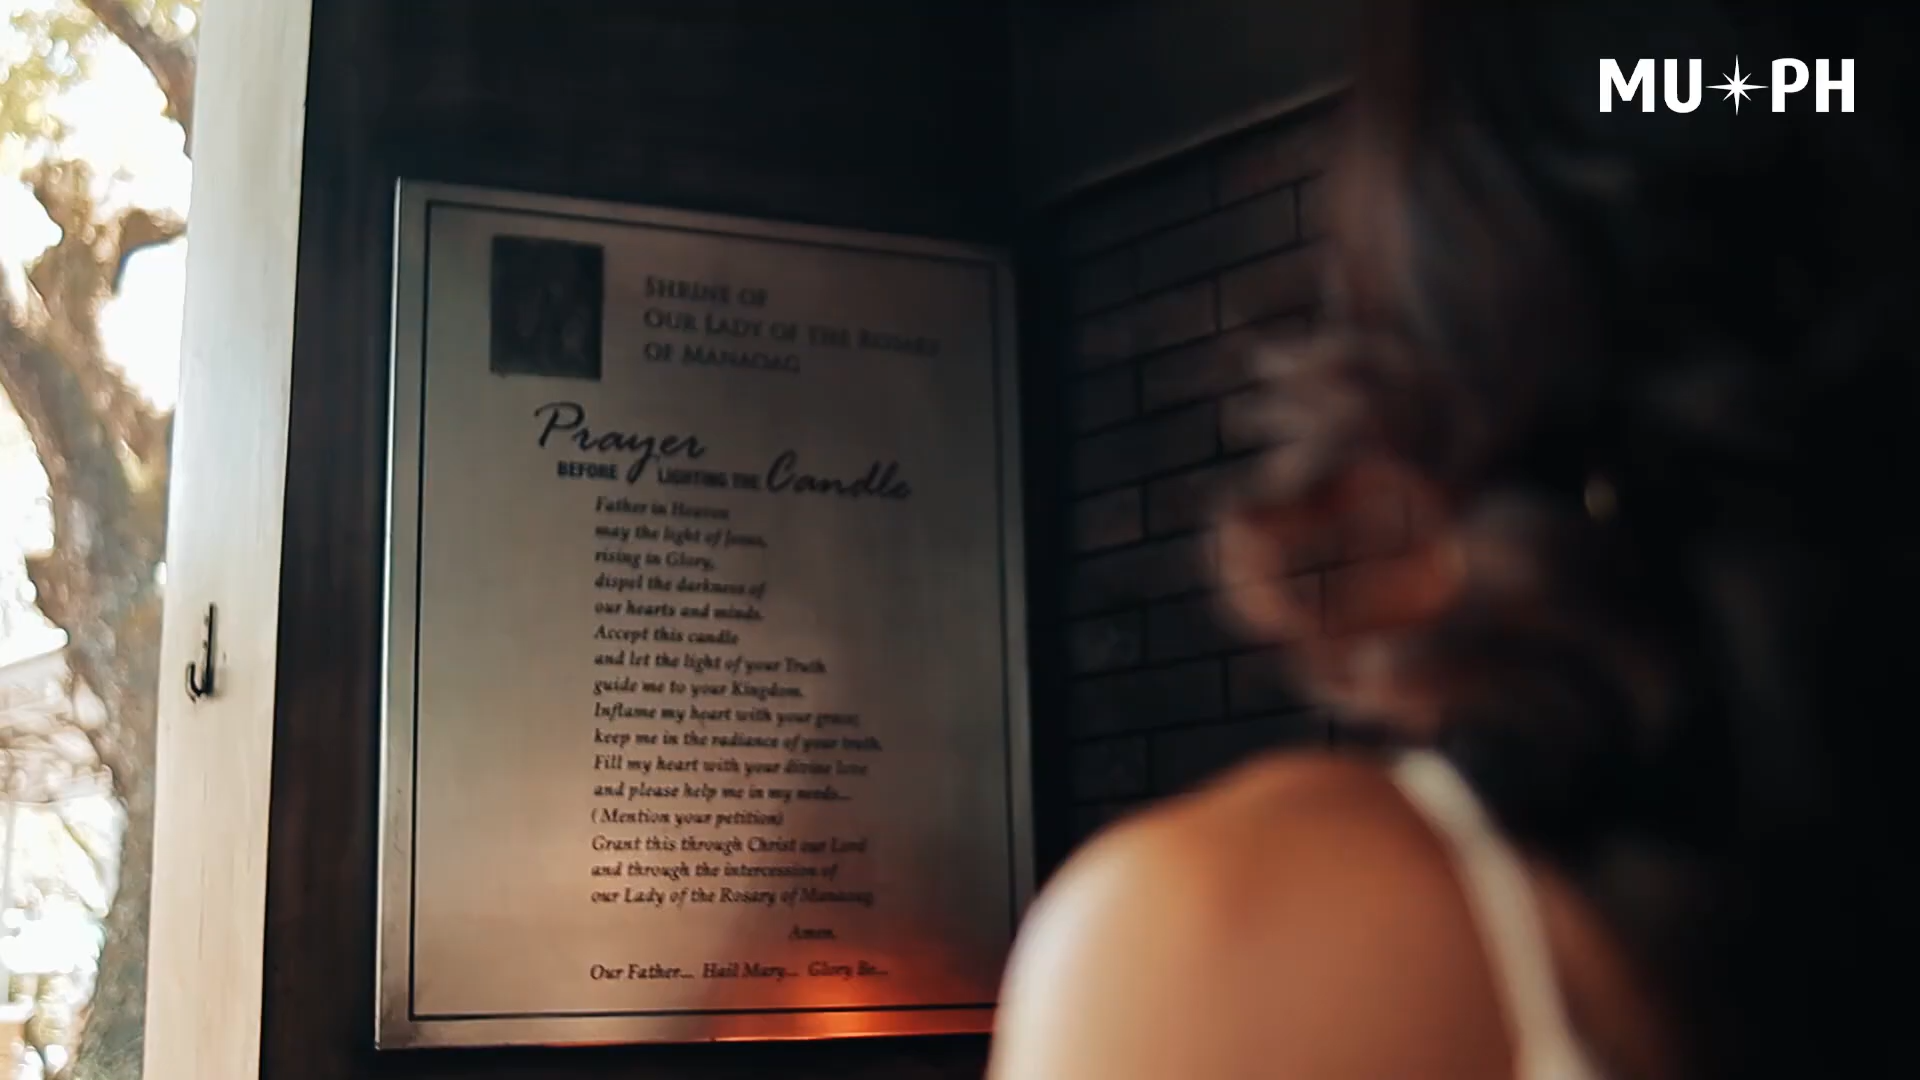 MU PH
SHRINE OF
OUR LADY OF THE ROSARY
OF MANAOAG
Prayer
BEFORE LIGHTING THE Candle
Father in Heaven
may the light of Jesus,
rising in Glory,
dispel the darkness of
our hearts and minds.
Accept this candle
and let the light of your Truth
guide me to your Kingdom.
Inflame my heart with your grace;
keep me in the radiance of your truth.
Fill my heart with your divine love
and please help me in my needs...
(Mention your petition)
Grant this through Christ our Lord
and through the intercession of
our Lady of the Rosary of Manaoag
Amen.
Our Father... Hail Mary... Glory Be...